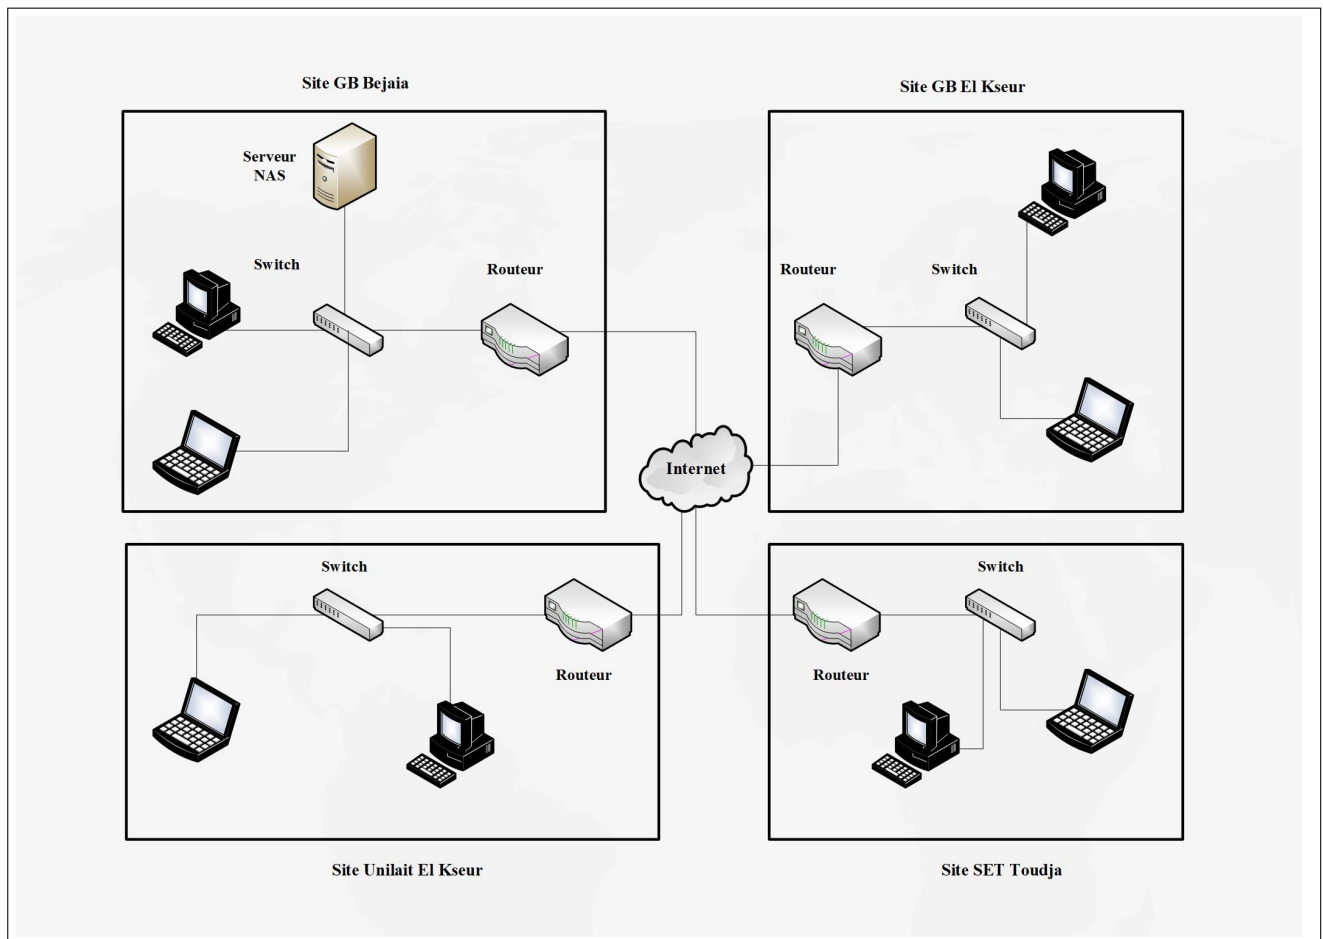 Site GB Bejaia
Site GB El Kseur
Serveur
NAS
Switch
Routeur
Routeur
Switch
Internet
Switch
Routeur
Switch
Routeur
Site Unilait El Kseur
Site SET Toudja